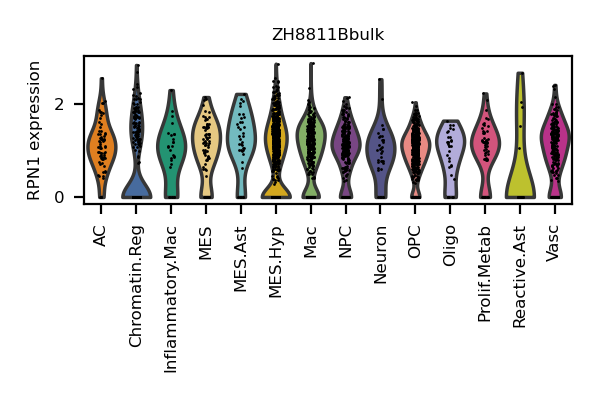 ZH8811Bbulk
RPN1 expression
2
0
AC
Chromatin.Reg
Inflammatory.Mac
MES
MES.Ast
MES.Hyp
Mac
NPC
Neuron
OPC
Oligo
Prolif.Metab
Reactive.Ast
Vasc